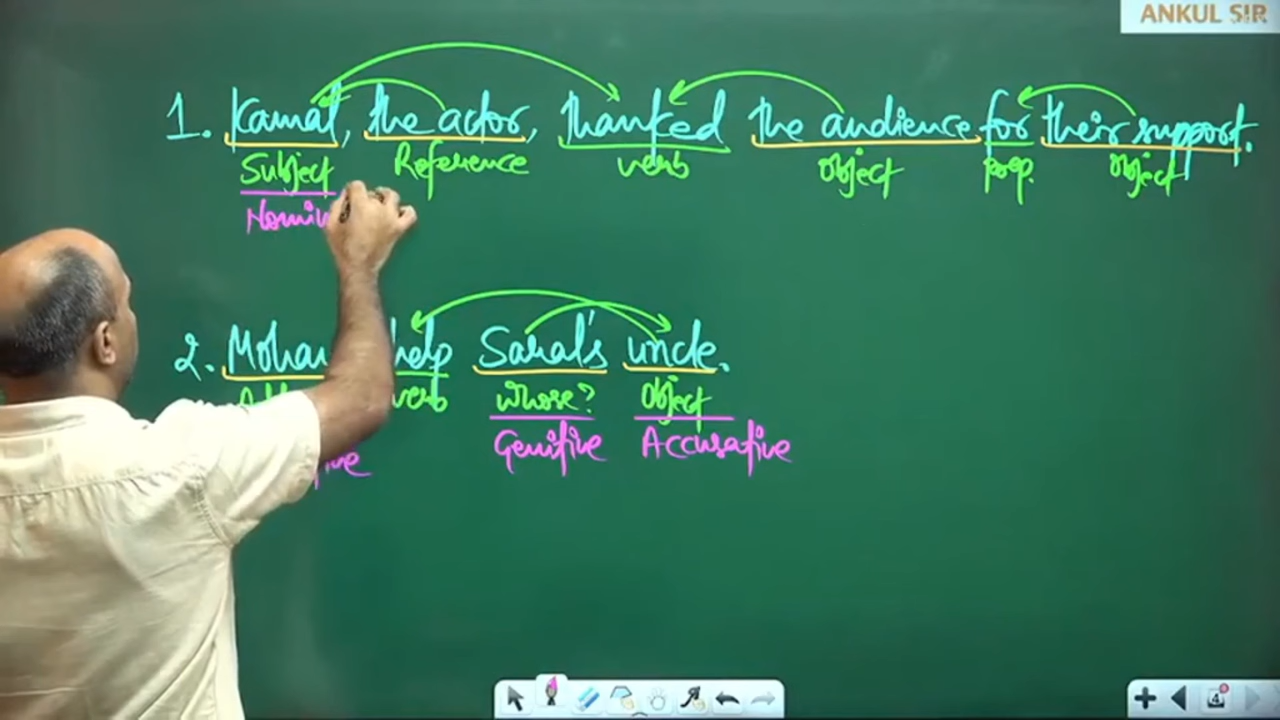 ANKUL SIR
1. Kamal, the actor, thanked the audience for their support.
Subject Reference verb object prep. object
2. help Saral's uncle.
verb whose? Object
Genitive Accusative